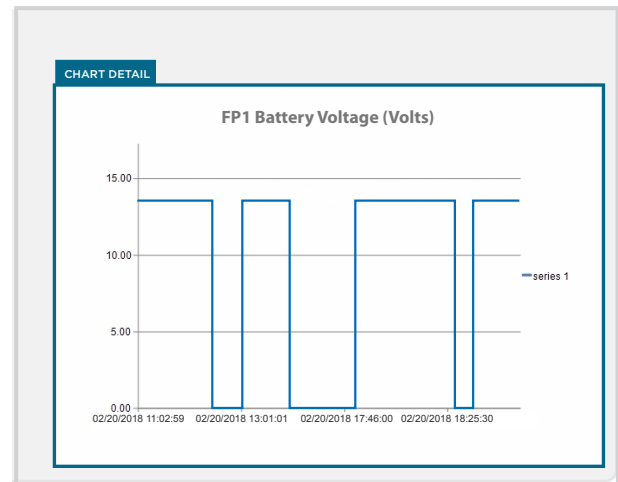 CHART DETAIL
FP1 Battery Voltage (Volts)
15.00
10.00
series 1
5.00
0.00
02/20/2018 11:02:59 02/20/2018 13:01:01 02/20/2018 17:46:00 02/20/2018 18:25:30